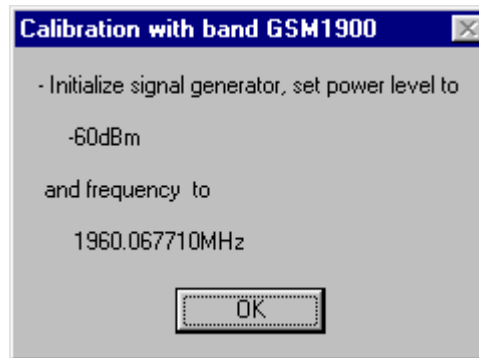 Calibration with band GSM1900
- Initialize signal generator, set power level to
-60dBm
and frequency to
1960.067710MHz
OK